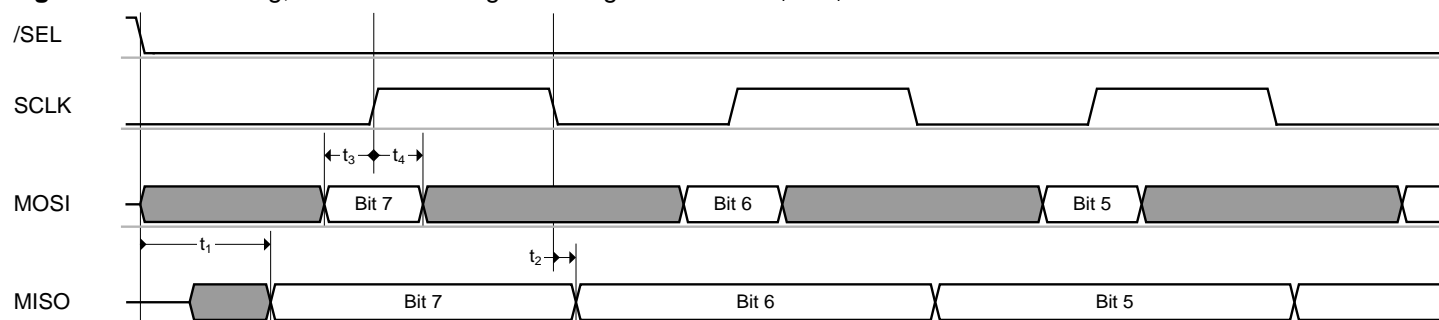 /SEL
SCLK
t3 t4
MOSI Bit 7 Bit 6 Bit 5
t1
t2
MISO Bit 7 Bit 6 Bit 5